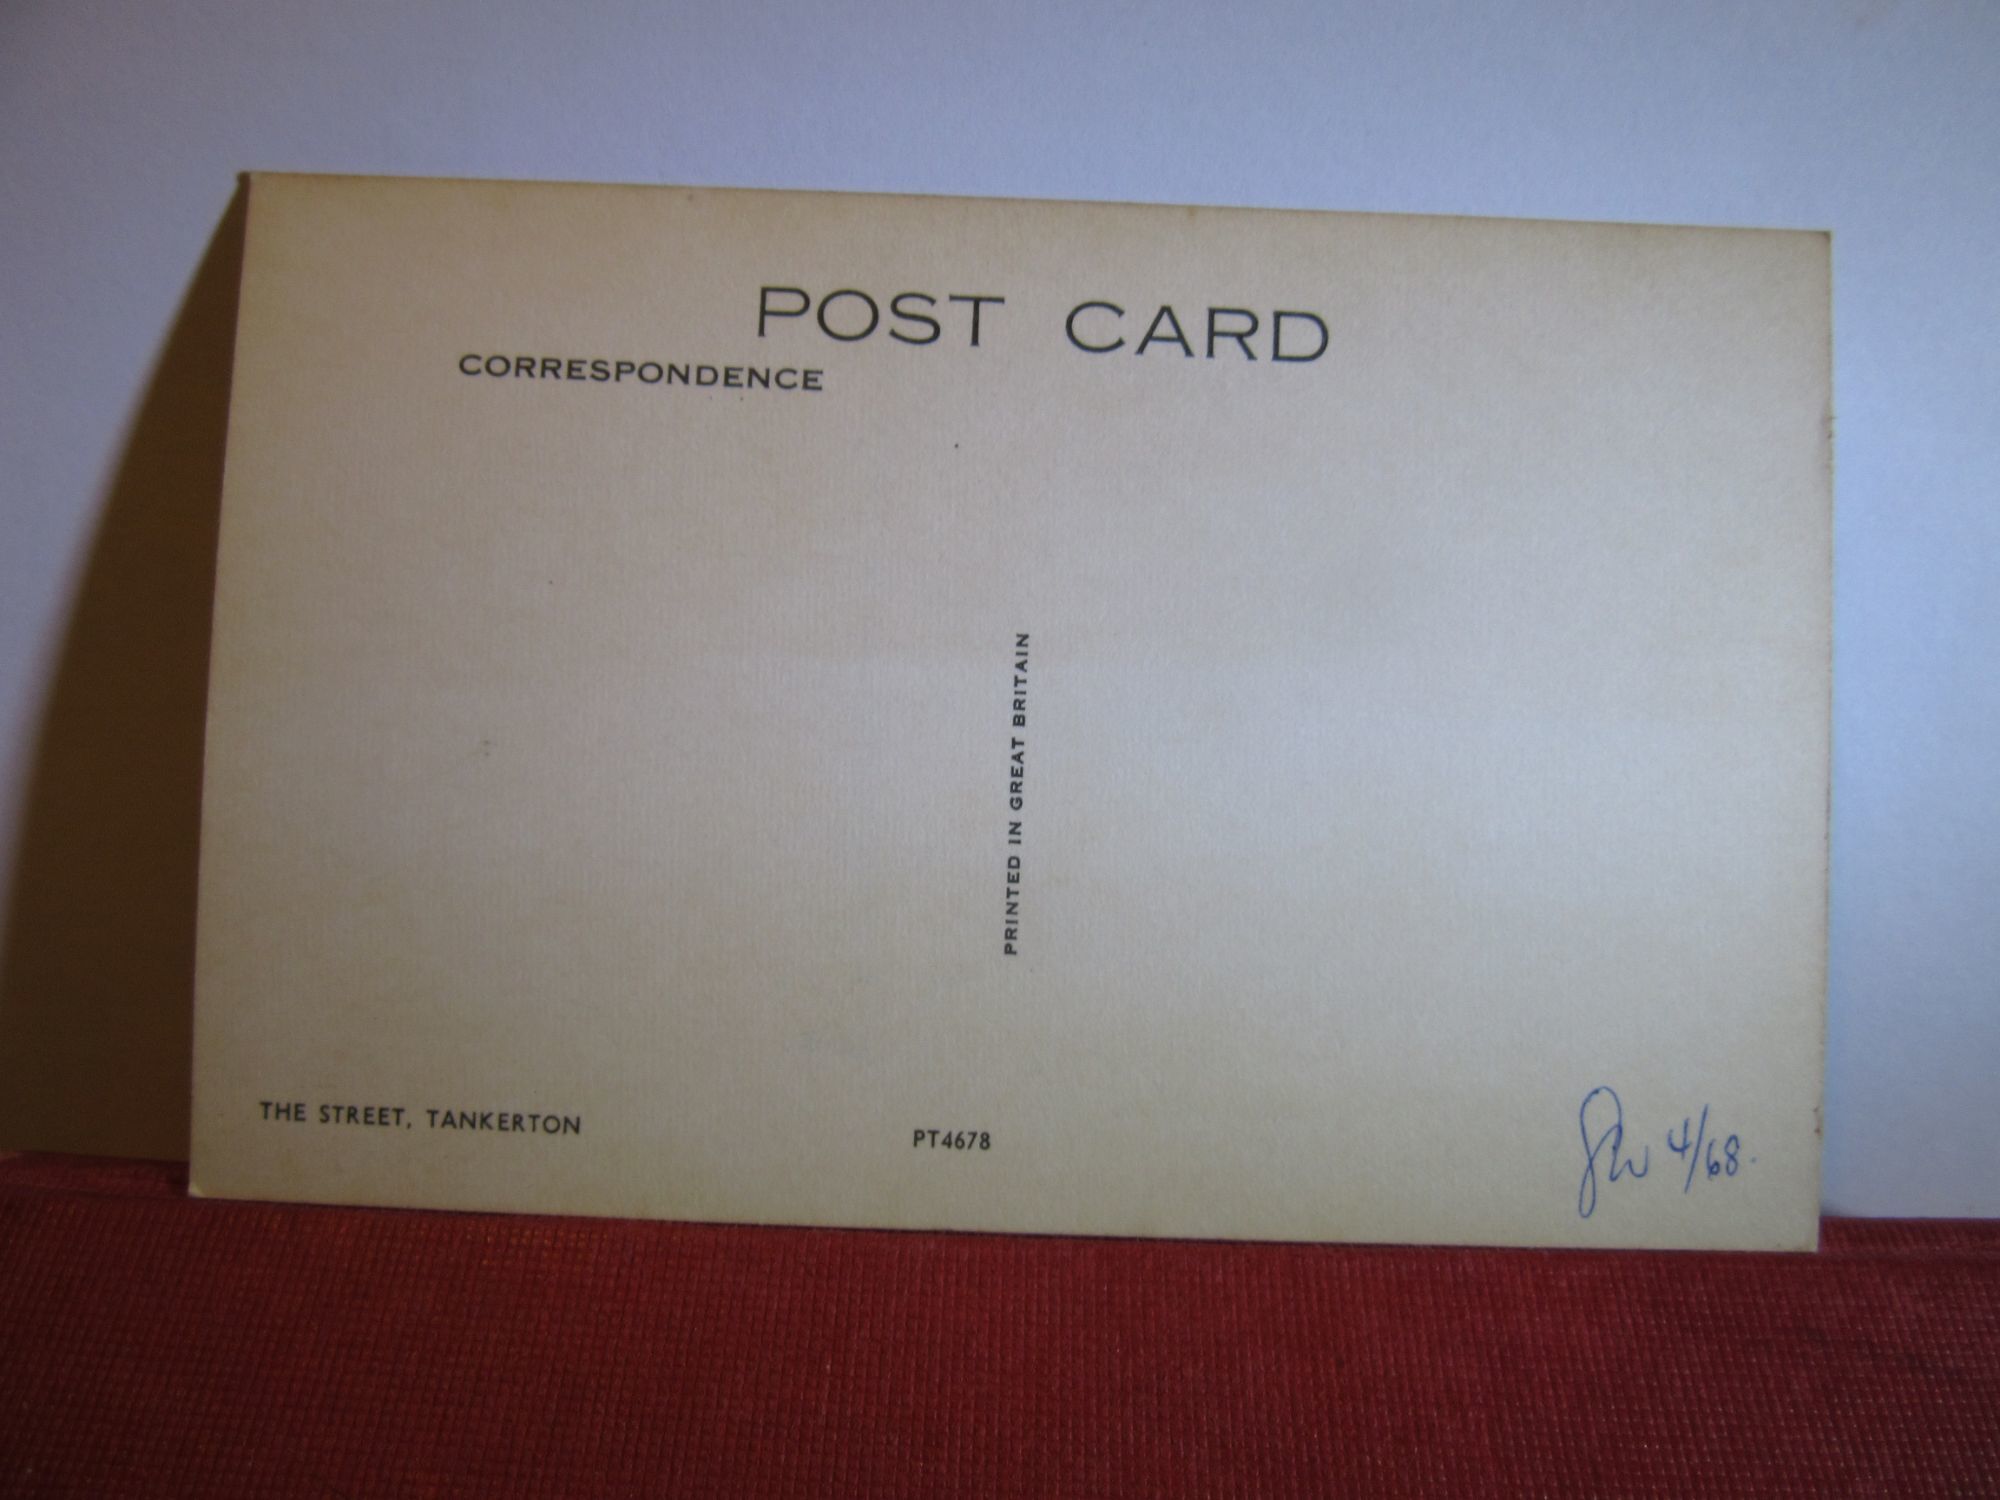 POST CARD
CORRESPONDENCE
PRINTED IN GREAT BRITAIN
THE STREET, TANKERTON
PT4678
4/68.